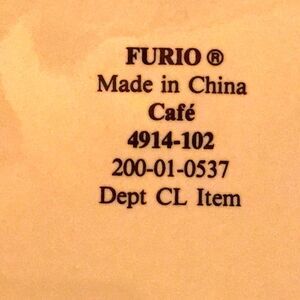 FURIO ®
Made in China
Café
4914-102
200-01-0537
Dept CL Item